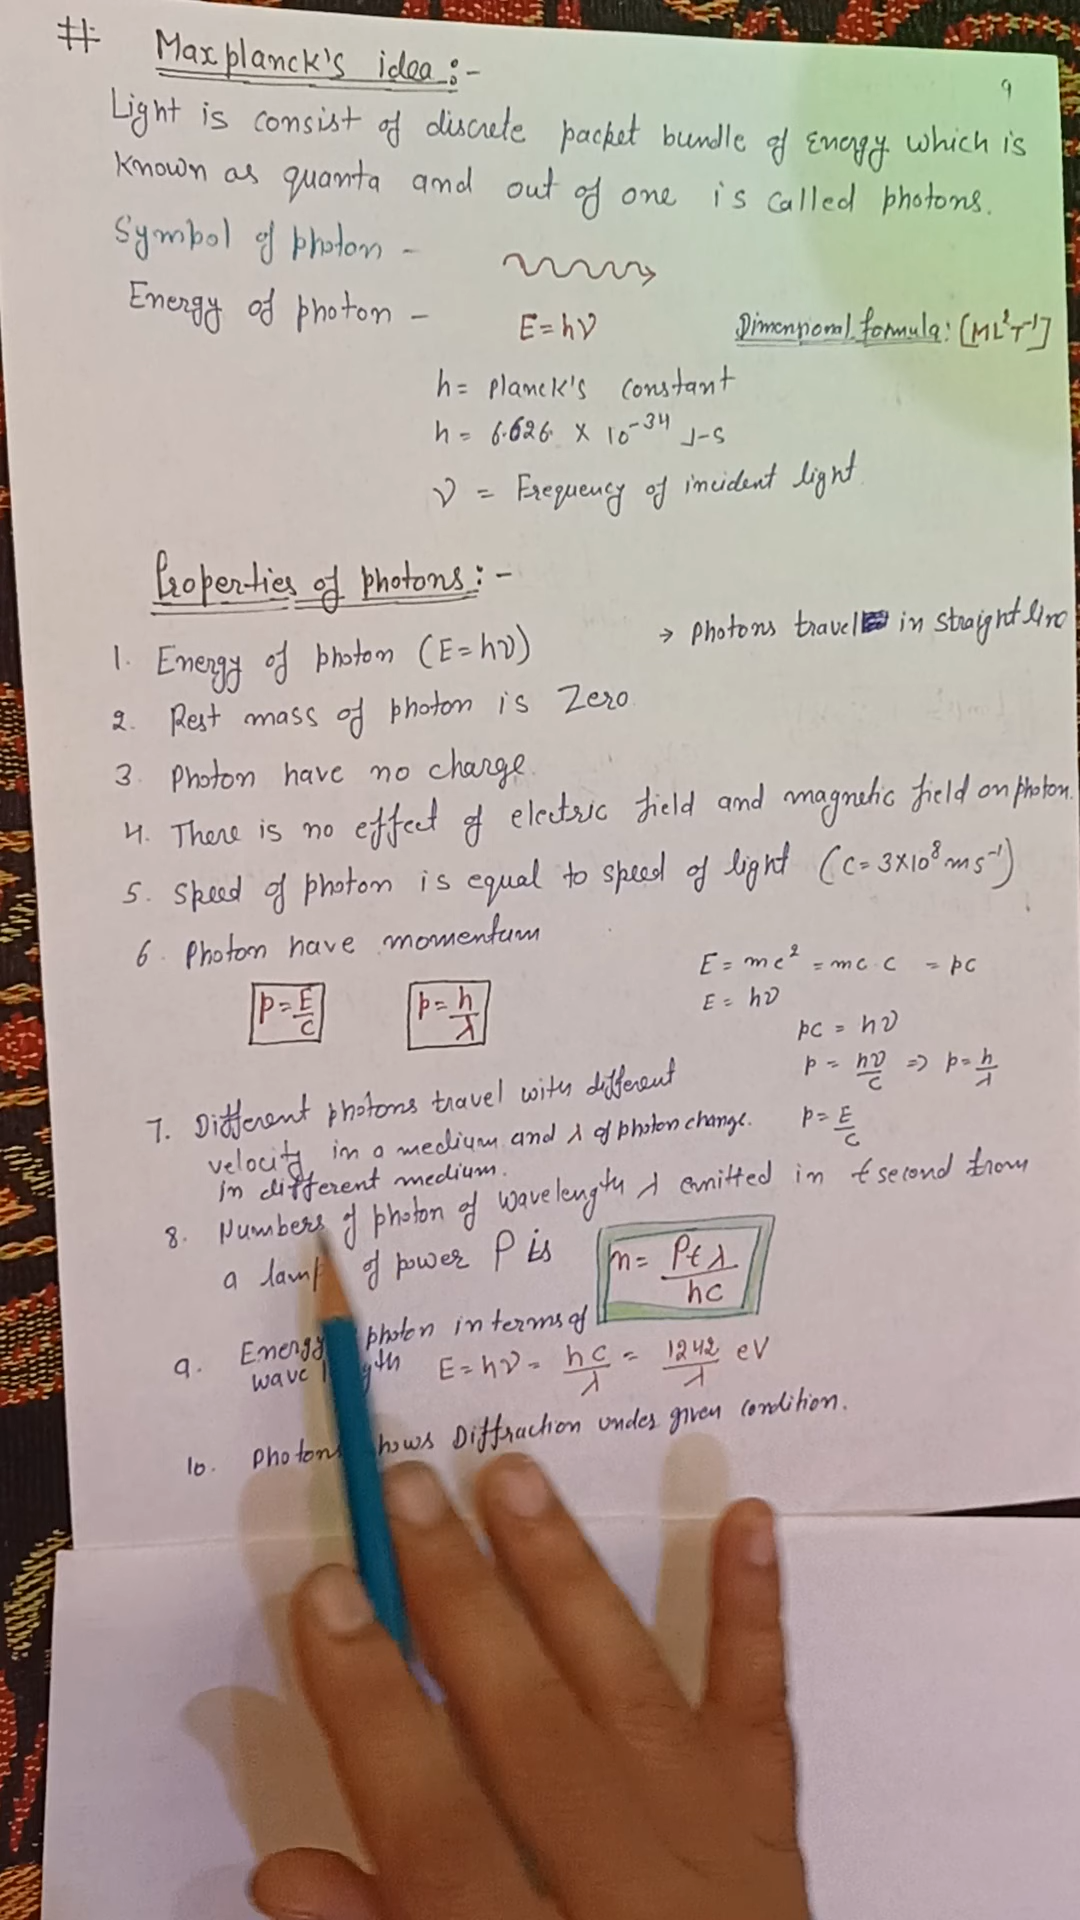 # Max planck's idea :-
9
Light is consist of discrete packet bundle of Energy which is
known as quanta and out of one is called photons.
Symbol of photon -
Energy of photon - E = hν
Dimensional formula: [ML²T⁻¹]
h = planck's constant
h = 6.626 × 10⁻³⁴ J-s
ν = Frequency of incident light
Properties of photons :-
→ photons travel in straight line
1. Energy of photon (E = hν)
2. Rest mass of photon is Zero
3. Photon have no charge
4. There is no effect of electric field and magnetic field on photon.
5. Speed of photon is equal to speed of light (c = 3×10⁸ ms⁻¹)
6. Photon have momentum
p = E/c p = h/λ
E = mc² = mc·c = pc
E = hν
pc = hν
p = hν/c ⇒ p = h/λ
p = E/c
7. Different photons travel with different
velocity in a medium and λ of photon change.
in different medium.
8. Numbers of photon of wavelength λ emitted in t second from
a lamp of power P is n = Ptλ/hc
9. Energy photon in terms of
wave E = hν = hc/λ = 1242/λ eV
10. Photons shows Diffraction under given condition.